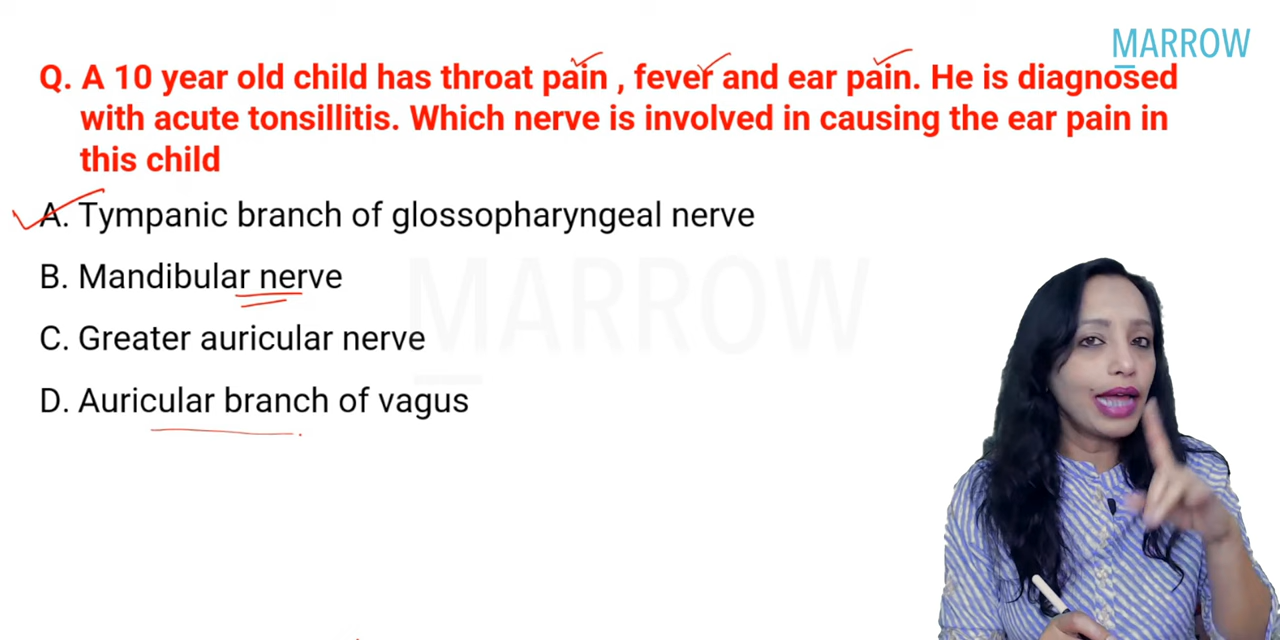 MARROW
Q. A 10 year old child has throat pain , fever and ear pain. He is diagnosed
with acute tonsillitis. Which nerve is involved in causing the ear pain in
this child
A. Tympanic branch of glossopharyngeal nerve
B. Mandibular nerve
MARROW
C. Greater auricular nerve
D. Auricular branch of vagus